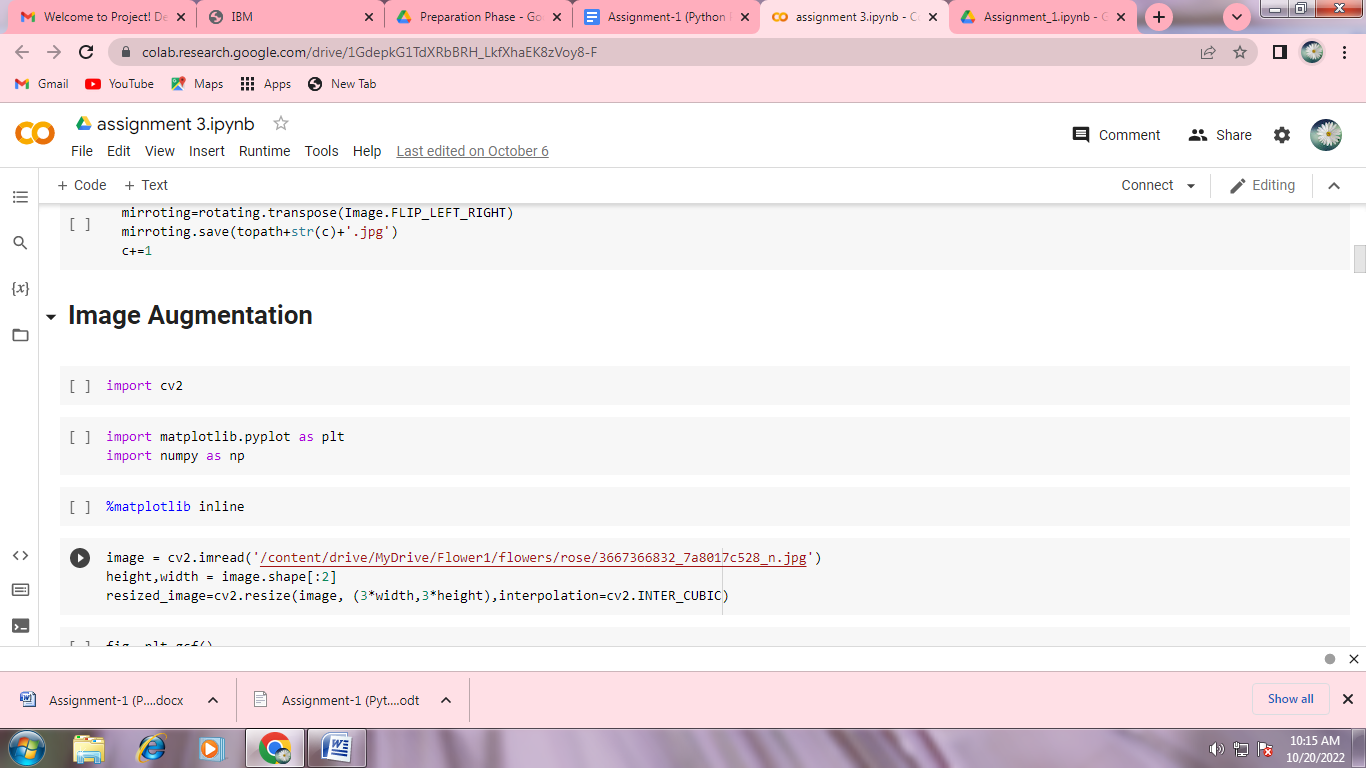 Welcome to Project! De
IBM
Preparation Phase - Go
Assignment-1 (Python
assignment 3.ipynb - C
Assignment_1.ipynb - G
colab.research.google.com/drive/1GdepkG1TdXRbBRH_LkfXhaEK8zVoy8-F
Gmail
YouTube
Maps
Apps
New Tab
assignment 3.ipynb
Comment
Share
File Edit View Insert Runtime Tools Help Last edited on October 6
+ Code + Text
Connect
Editing
mirroting=rotating.transpose(Image.FLIP_LEFT_RIGHT)
[ ] mirroting.save(topath+str(c)+'.jpg')
c+=1
{x}
Image Augmentation
[ ] import cv2
[ ] import matplotlib.pyplot as plt
import numpy as np
[ ] %matplotlib inline
image = cv2.imread('/content/drive/MyDrive/Flower1/flowers/rose/3667366832_7a8017c528_n.jpg')
height,width = image.shape[:2]
resized_image=cv2.resize(image, (3*width,3*height),interpolation=cv2.INTER_CUBIC)
Assignment-1 (P....docx
Assignment-1 (Pyt....odt
Show all
10:15 AM
10/20/2022